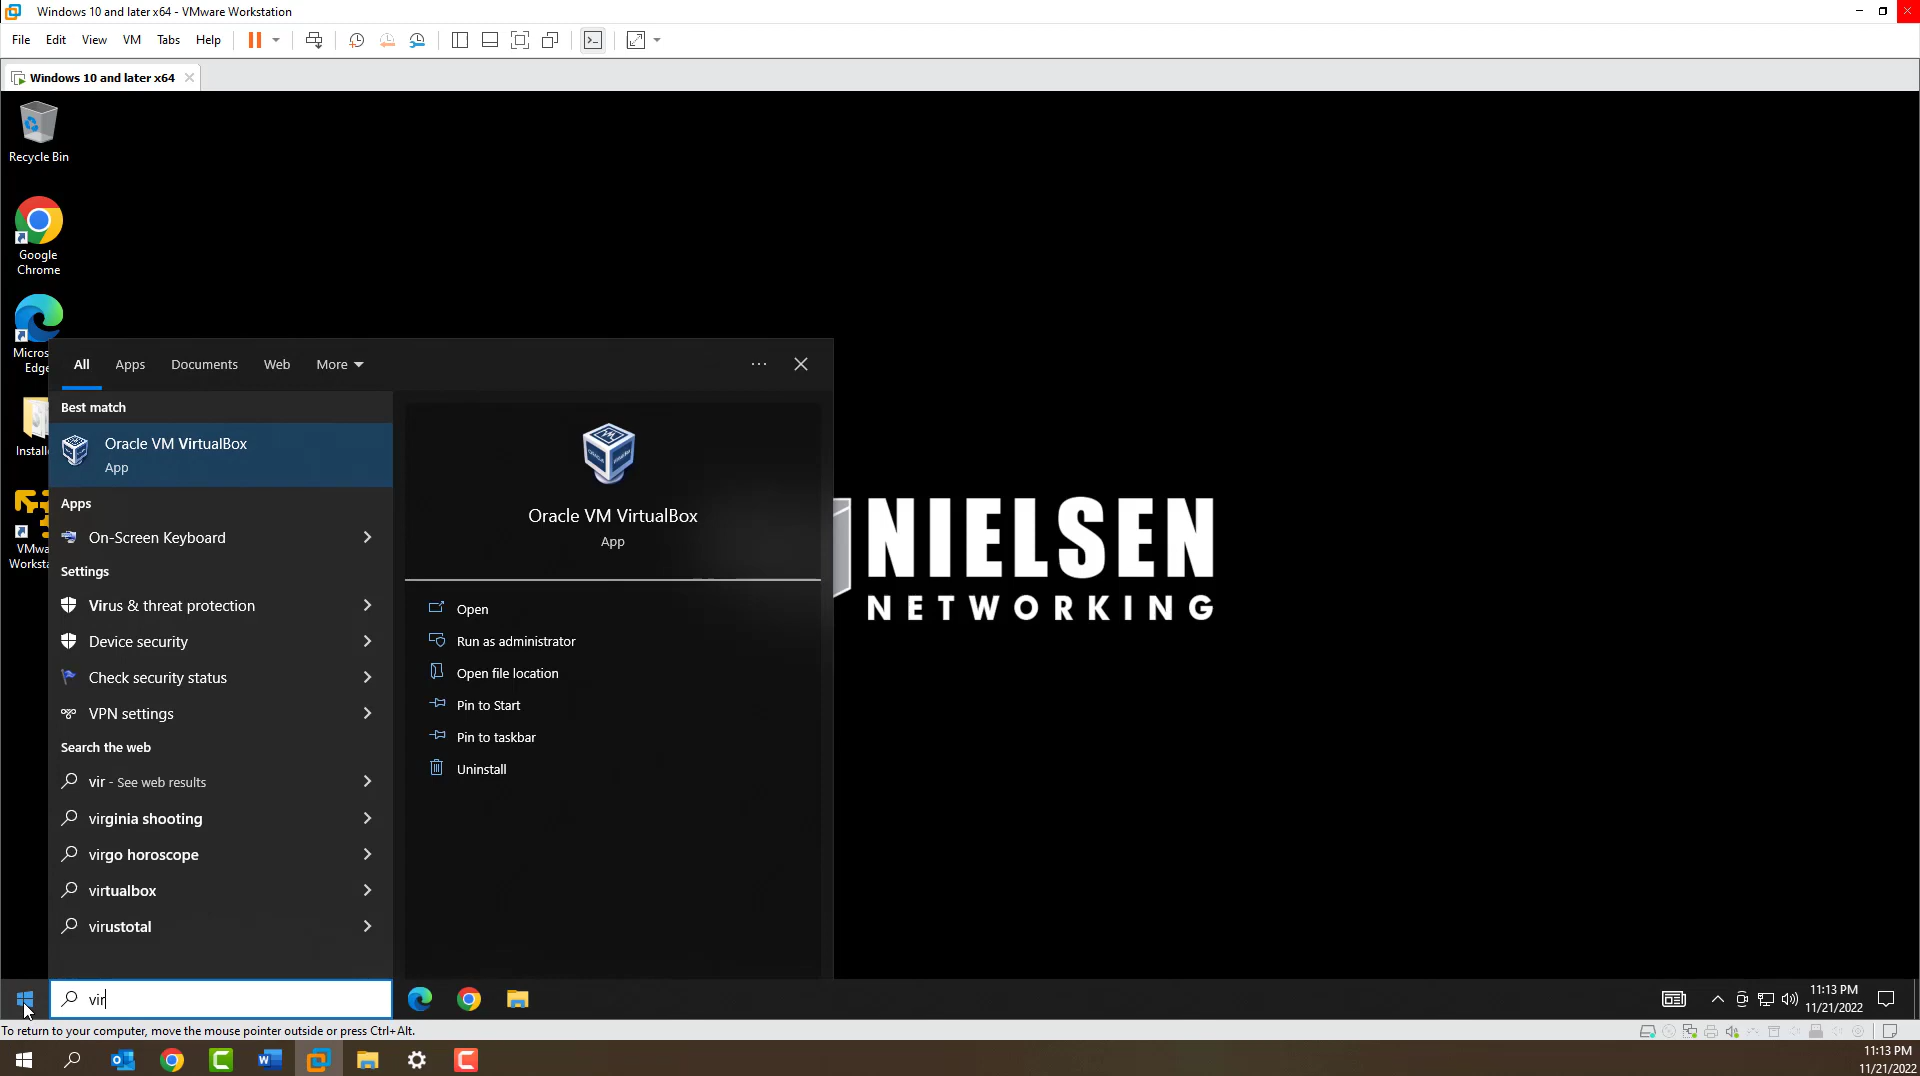 Windows 10 and later x64 - VMware Workstation
File Edit View VM Tabs Help
Windows 10 and later x64
Recycle Bin
Google
Chrome
Micros
Edge
Install
VMwa
Workst
All Apps Documents Web More
Best match
Oracle VM VirtualBox
App
Apps
On-Screen Keyboard
Settings
Virus & threat protection
Device security
Check security status
VPN settings
Search the web
vir - See web results
virginia shooting
virgo horoscope
virtualbox
virustotal
vir
Oracle VM VirtualBox
App
Open
Run as administrator
Open file location
Pin to Start
Pin to taskbar
Uninstall
NIELSEN
NETWORKING
11:13 PM
11/21/2022
To return to your computer, move the mouse pointer outside or press Ctrl+Alt.
11:13 PM
11/21/2022